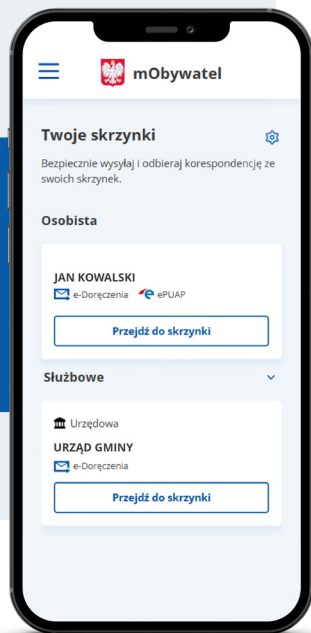 mObywatel
Twoje skrzynki
Bezpiecznie wysyłaj i odbieraj korespondencję ze
swoich skrzynek.
Osobista
JAN KOWALSKI
e-Doręczenia ePUAP
Przejdź do skrzynki
Służbowe
Urzędowa
URZĄD GMINY
e-Doręczenia
Przejdź do skrzynki